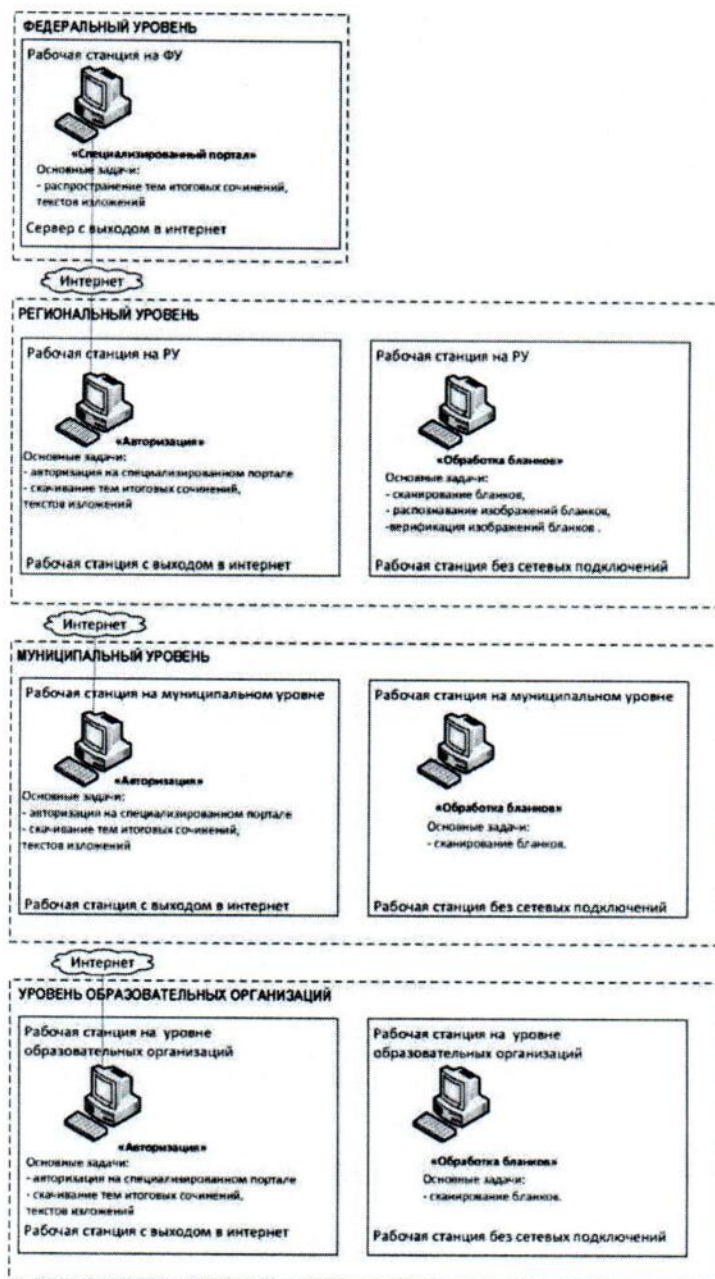 ФЕДЕРАЛЬНЫЙ УРОВЕНЬ
Рабочая станция на ФУ
«Специализированный портал»
Основные задачи:
- распространение тем итоговых сочинений,
текстов изложений
Сервер с выходом в интернет
Интернет
РЕГИОНАЛЬНЫЙ УРОВЕНЬ
Рабочая станция на РУ
«Авторизация»
Основные задачи:
- авторизация на специализированном портале
- скачивание тем итоговых сочинений,
текстов изложений
Рабочая станция с выходом в интернет
Рабочая станция на РУ
«Обработка бланков»
Основные задачи:
- сканирование бланков,
- распознавание изображений бланков,
-верификация изображений бланков .
Рабочая станция без сетевых подключений
Интернет
МУНИЦИПАЛЬНЫЙ УРОВЕНЬ
Рабочая станция на муниципальном уровне
«Авторизация»
Основные задачи:
- авторизация на специализированном портале
- скачивание тем итоговых сочинений,
текстов изложений
Рабочая станция с выходом в интернет
Рабочая станция на муниципальном уровне
«Обработка бланков»
Основные задачи:
- сканирование бланков.
Рабочая станция без сетевых подключений
Интернет
УРОВЕНЬ ОБРАЗОВАТЕЛЬНЫХ ОРГАНИЗАЦИЙ
Рабочая станция на уровне
образовательных организаций
«Авторизация»
Основные задачи:
- авторизация на специализированном портале
- скачивание тем итоговых сочинений,
текстов изложений
Рабочая станция с выходом в интернет
Рабочая станция на уровне
образовательных организаций
«Обработка бланков»
Основные задачи:
- сканирование бланков.
Рабочая станция без сетевых подключений